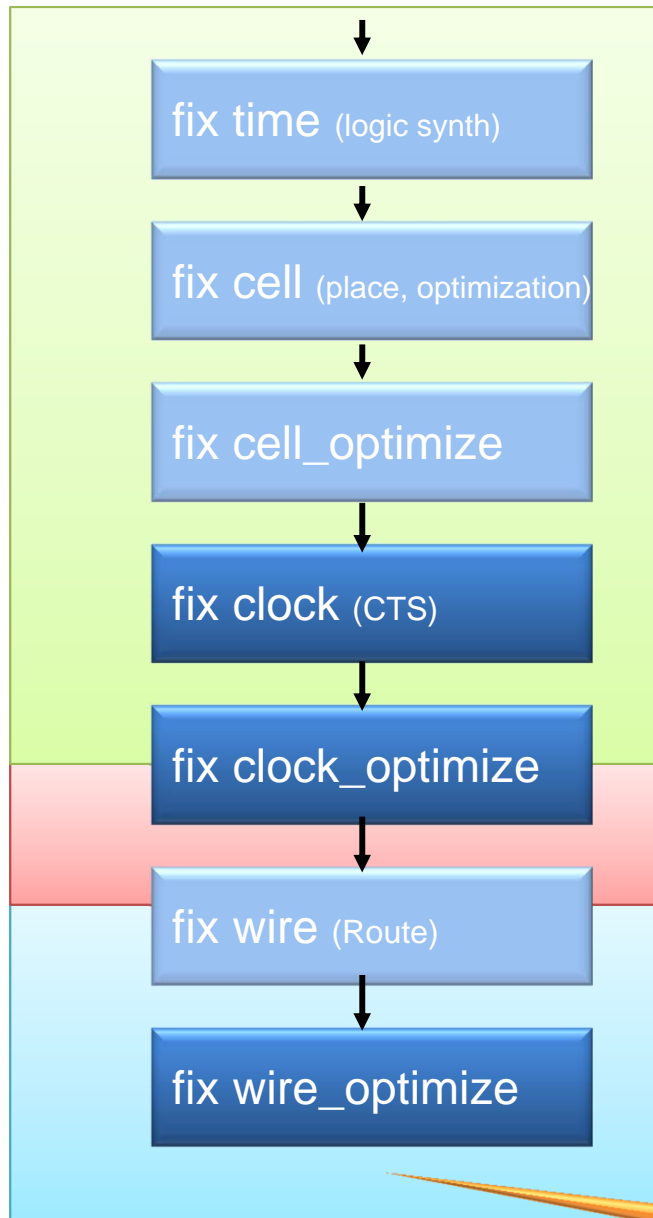 fix time (logic synth)
fix cell (place, optimization)
fix cell_optimize
fix clock (CTS)
fix clock_optimize
fix wire (Route)
fix wire_optimize